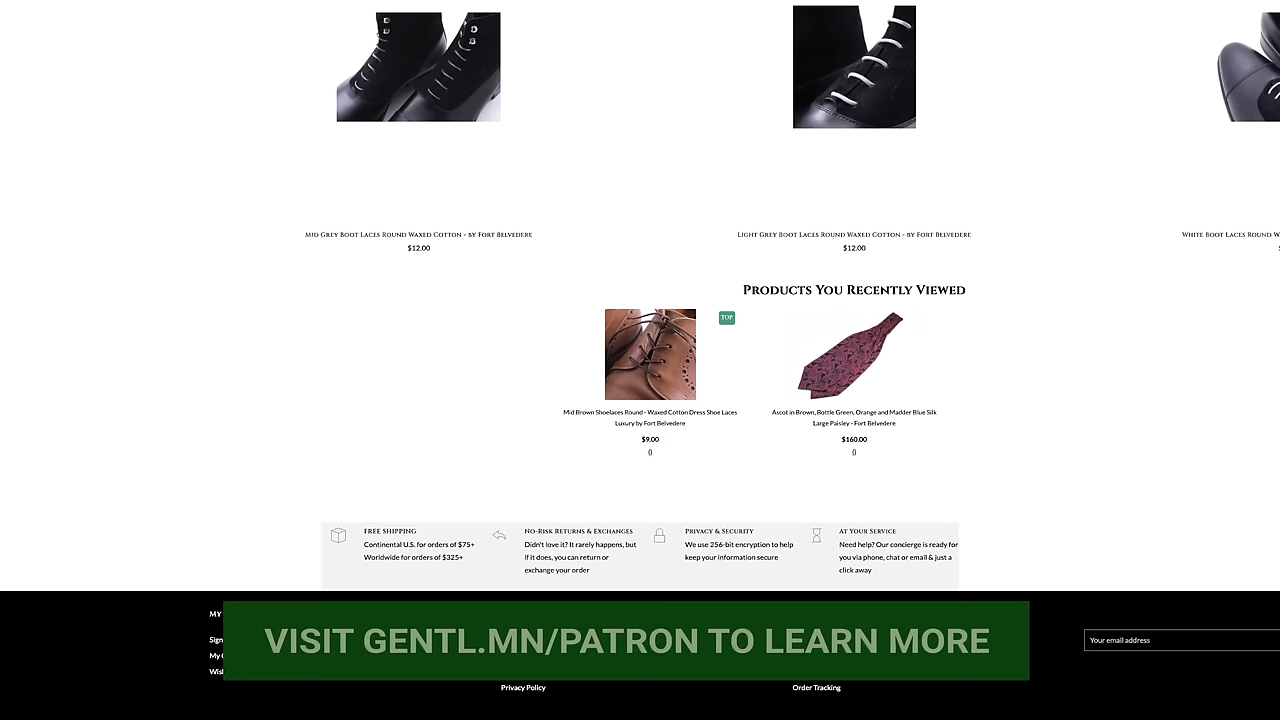 Mid Grey Boot Laces Round Waxed Cotton - by Fort Belvedere
$12.00
Light Grey Boot Laces Round Waxed Cotton - by Fort Belvedere
$12.00
White Boot Laces Round
Products You Recently Viewed
TOP
Mid Brown Shoelaces Round - Waxed Cotton Dress Shoe Laces
Luxury by Fort Belvedere
$9.00
()
Ascot in Brown, Bottle Green, Orange and Madder Blue Silk
Large Paisley - Fort Belvedere
$160.00
()
Free Shipping
Continental U.S. for orders of $75+
Worldwide for orders of $325+
No-Risk Returns & Exchanges
Didn't love it? It rarely happens, but
if it does, you can return or
exchange your order
Privacy & Security
We use 256-bit encryption to help
keep your information secure
At Your Service
Need help? Our concierge is ready for
you via phone, chat or email & just a
click away
MY
Sign
My
VISIT GENTL.MN/PATRON TO LEARN MORE
Your email address
Privacy Policy
Order Tracking